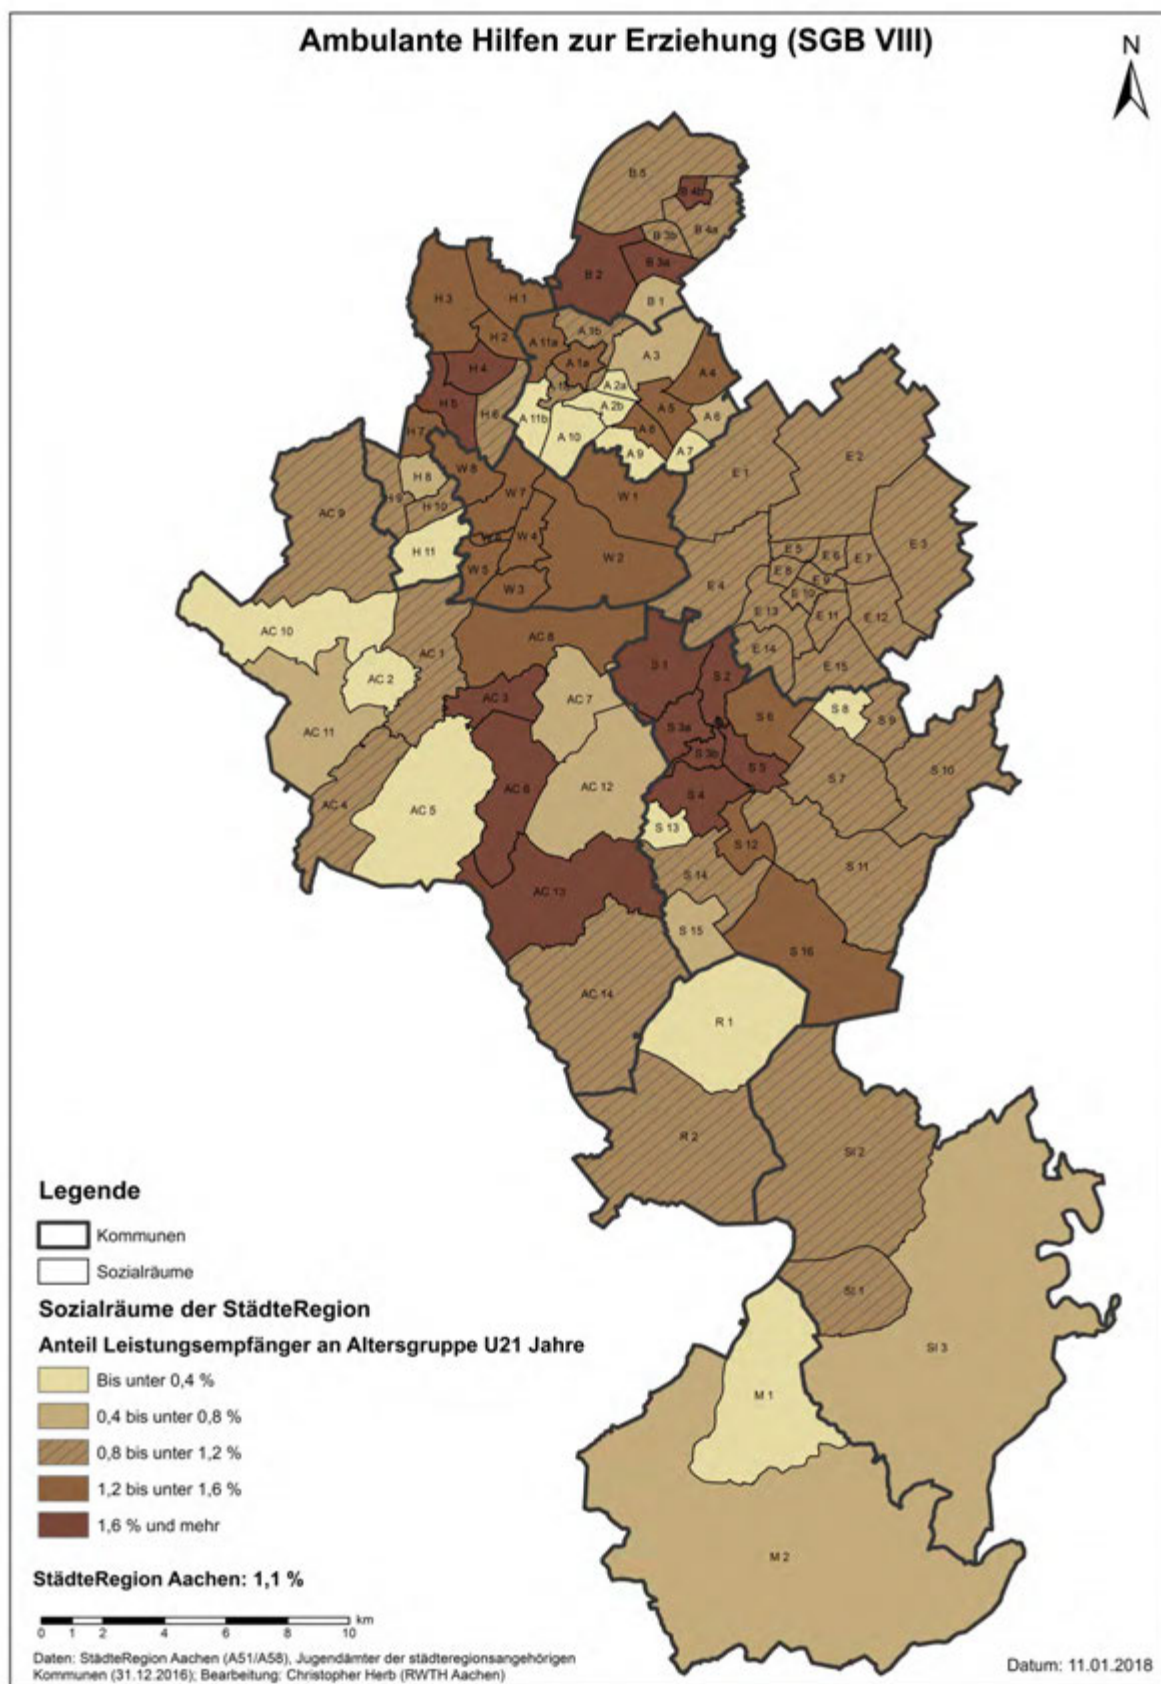 Ambulante Hilfen zur Erziehung (SGB VIII)
N
B 5
B 4b
B 4a
B 3b
B 3a
B 2
B 1
H 3
H 1
H 2
A 11a
A 1b
A 1a
A 3
A 4
H 4
A 2a
A 2b
A 5
A 6
H 5
H 6
A 11b
A 10
A 8
A 9
A 7
H 7
W 8
W 7
W 1
E 1
E 2
E 3
AC 9
H 8
H 9
H 10
H 11
W 4
W 5
W 3
W 2
E 4
E 5
E 6
E 7
E 8
E 9
E 10
E 11
E 12
E 13
E 14
E 15
AC 10
AC 1
AC 8
AC 2
AC 3
AC 7
AC 11
S 1
S 2
S 3a
S 3b
S 6
S 8
S 9
S 5
S 7
S 10
AC 4
AC 5
AC 6
AC 12
S 4
S 13
S 12
S 11
AC 13
S 14
S 15
S 16
AC 14
R 1
R 2
SI 2
SI 1
SI 3
M 1
M 2
Legende
Kommunen
Sozialräume
Sozialräume der StädteRegion
Anteil Leistungsempfänger an Altersgruppe U21 Jahre
Bis unter 0,4 %
0,4 bis unter 0,8 %
0,8 bis unter 1,2 %
1,2 bis unter 1,6 %
1,6 % und mehr
StädteRegion Aachen: 1,1 %
km
0 1 2 4 6 8 10
Daten: StädteRegion Aachen (A51/A58), Jugendämter der städteregionsangehörigen
Kommunen (31.12.2016); Bearbeitung: Christopher Herb (RWTH Aachen)
Datum: 11.01.2018